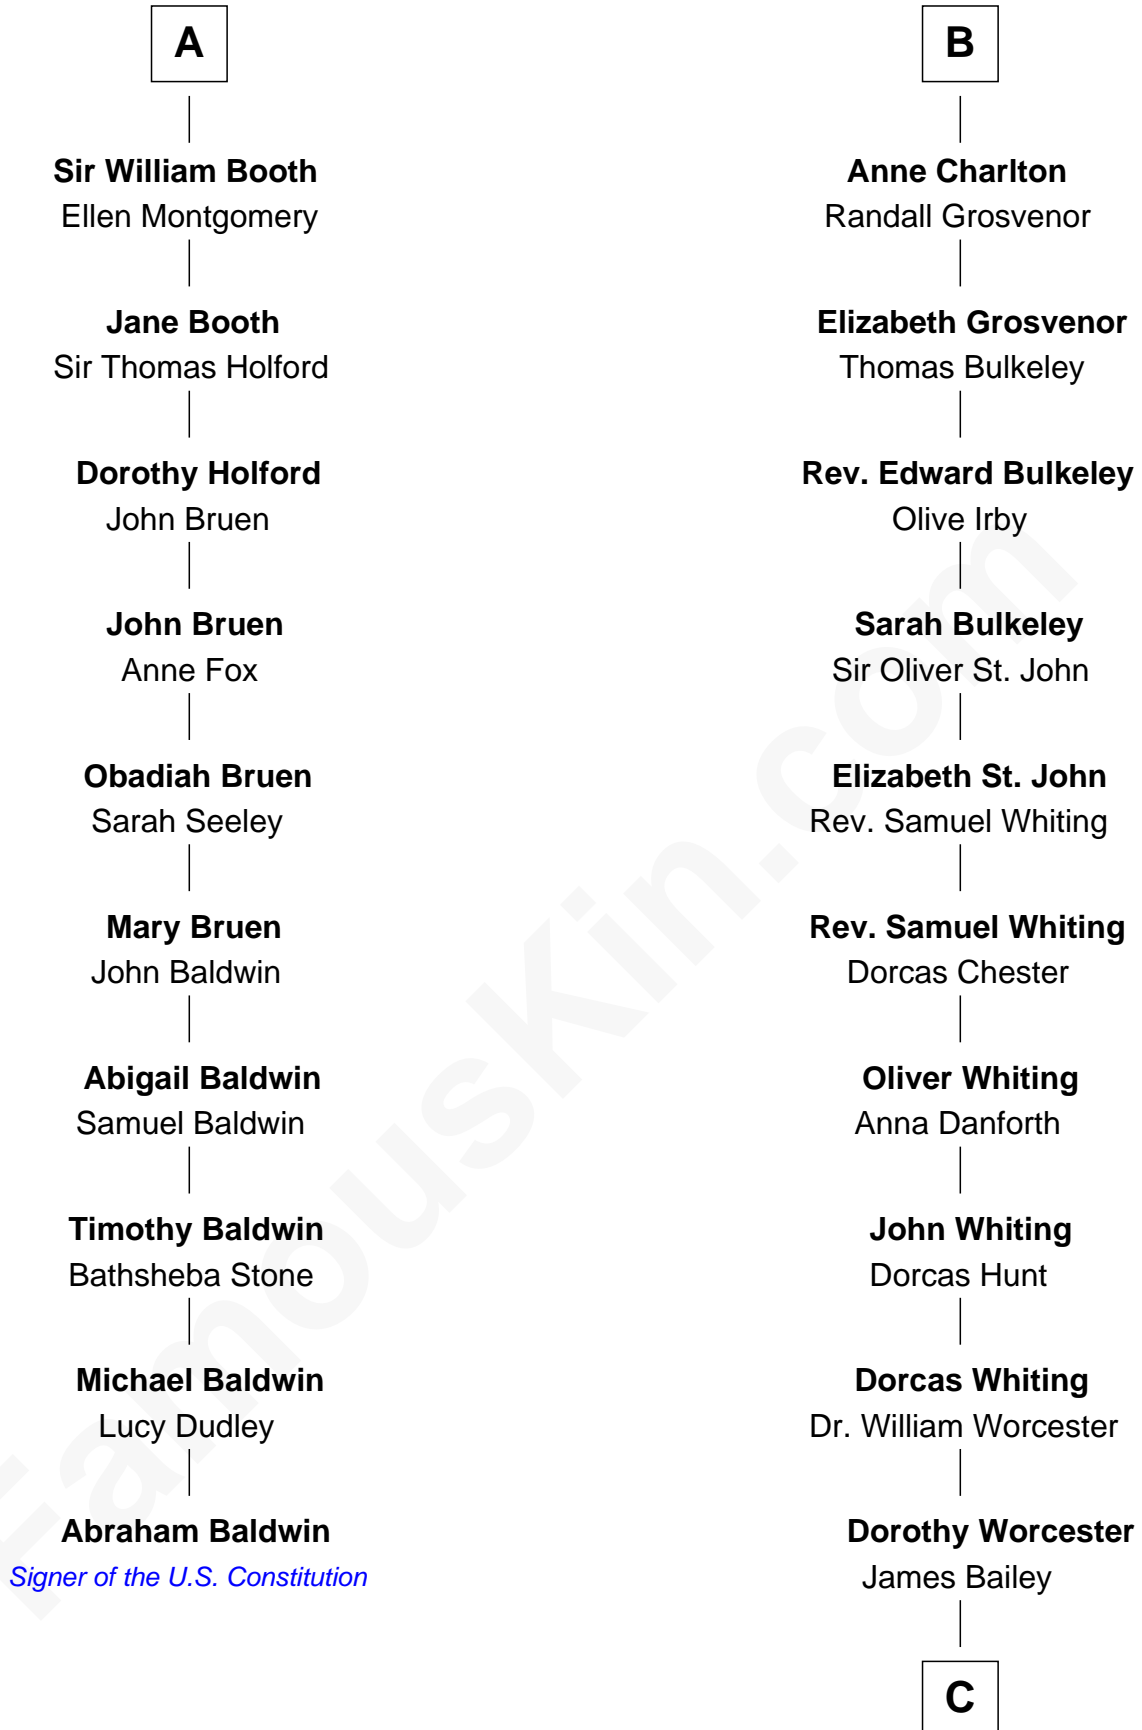 A
Sir William Booth
Ellen Montgomery
Jane Booth
Sir Thomas Holford
Dorothy Holford
John Bruen
John Bruen
Anne Fox
Obadiah Bruen
Sarah Seeley
Mary Bruen
John Baldwin
Abigail Baldwin
Samuel Baldwin
Timothy Baldwin
Bathsheba Stone
Michael Baldwin
Lucy Dudley
Abraham Baldwin
Signer of the U.S. Constitution
B
Anne Charlton
Randall Grosvenor
Elizabeth Grosvenor
Thomas Bulkeley
Rev. Edward Bulkeley
Olive Irby
Sarah Bulkeley
Sir Oliver St. John
Elizabeth St. John
Rev. Samuel Whiting
Rev. Samuel Whiting
Dorcas Chester
Oliver Whiting
Anna Danforth
John Whiting
Dorcas Hunt
Dorcas Whiting
Dr. William Worcester
Dorothy Worcester
James Bailey
C
FamousKin.com